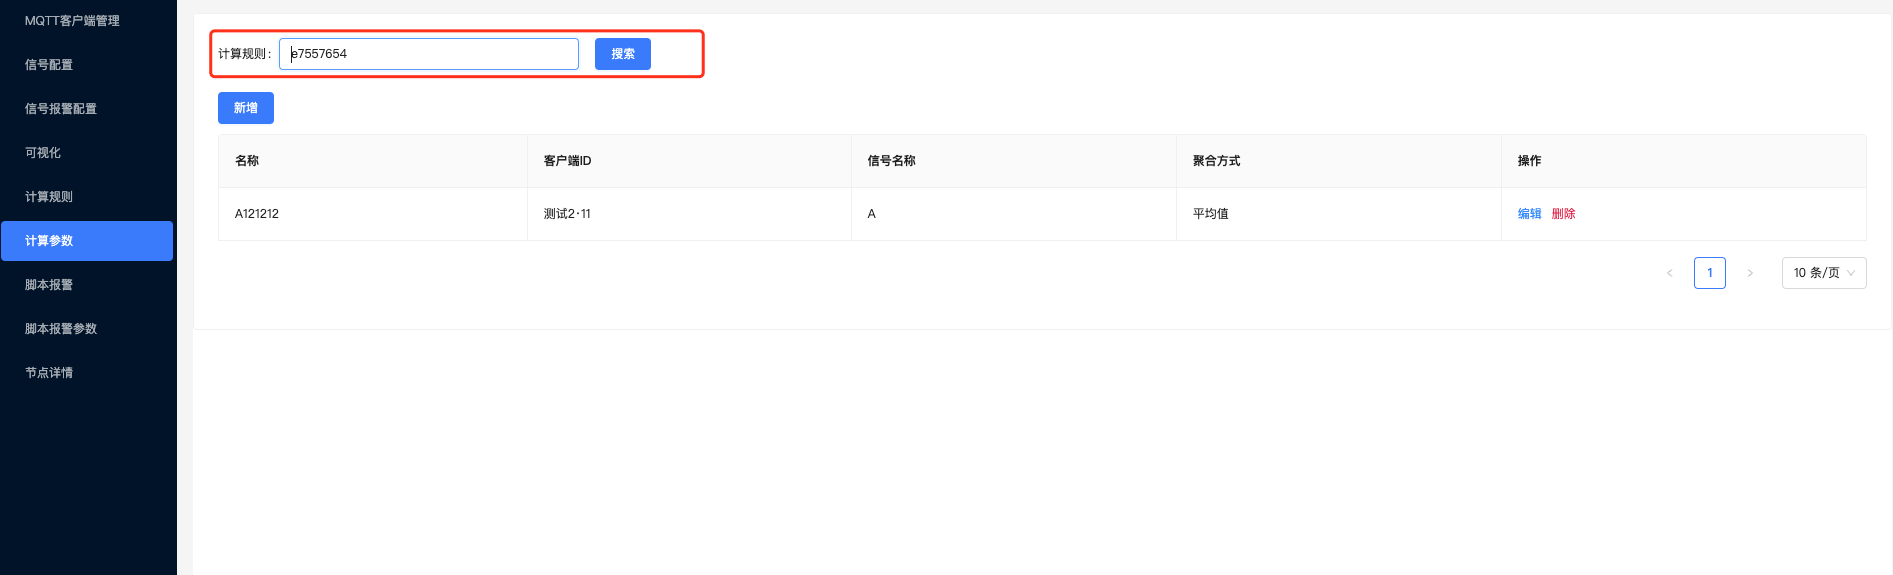 MQTT客户端管理
信号配置
信号报警配置
可视化
计算规则
计算参数
脚本报警
脚本报警参数
节点详情
计算规则: e7557654 搜索
新增
名称 客户端ID 信号名称 聚合方式 操作
A121212 测试2·11 A 平均值 编辑 删除
< 1 > 10 条/页